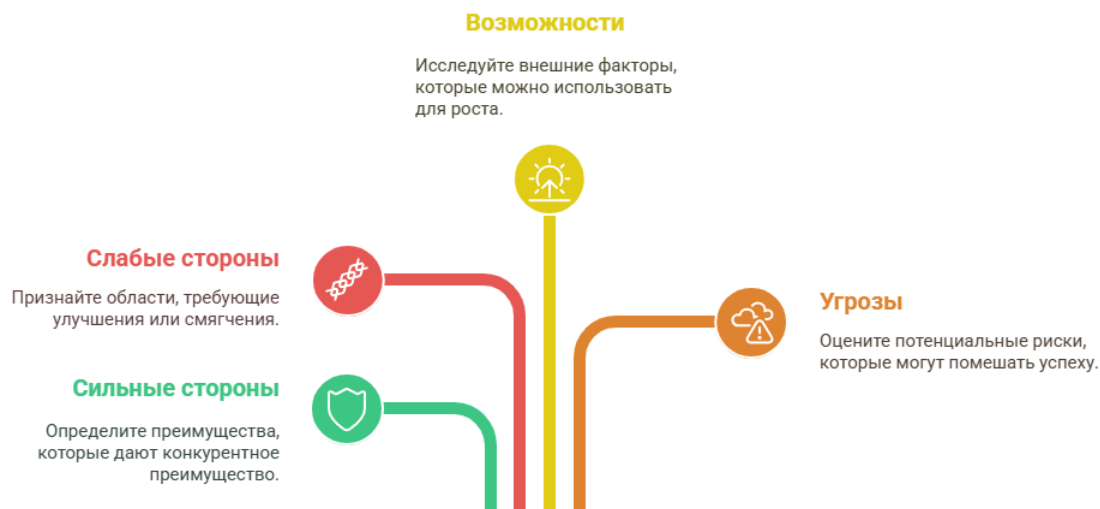 Возможности
Исследуйте внешние факторы,
которые можно использовать
для роста.
Слабые стороны
Признайте области, требующие
улучшения или смягчения.
Угрозы
Оцените потенциальные риски,
которые могут помешать успеху.
Сильные стороны
Определите преимущества,
которые дают конкурентное
преимущество.